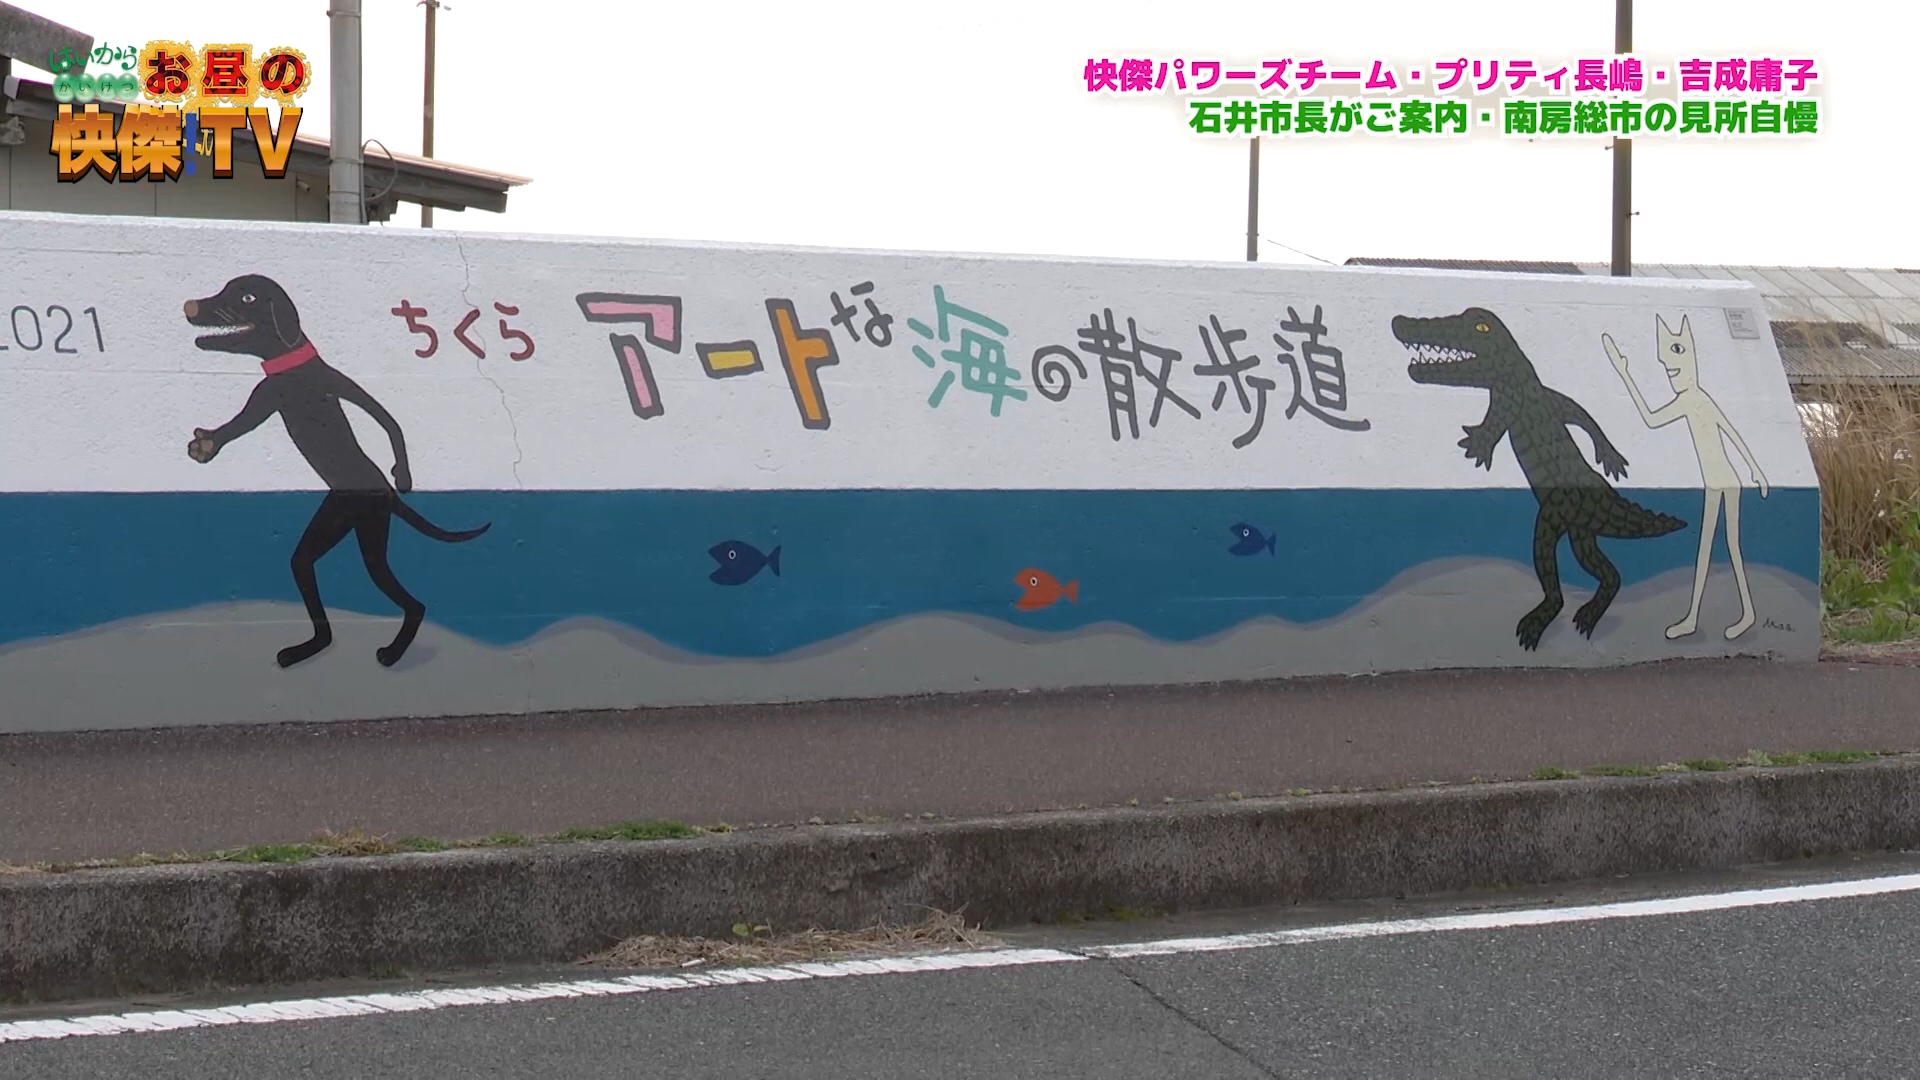 はいから
かいけつ
お昼の
快傑!TV
快傑パワーズチーム・プリティ長嶋・吉成庸子
石井市長がご案内・南房総市の見所自慢
2021
ちくら アートな海の散歩道